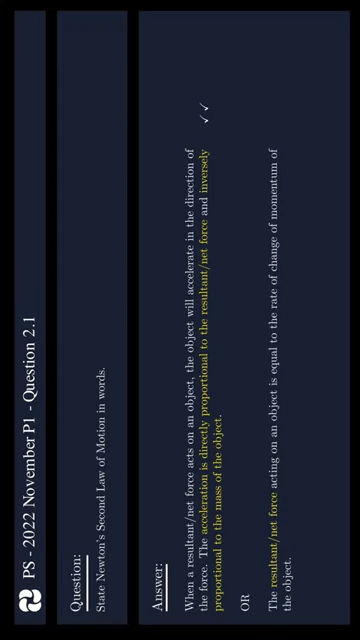 PS - 2022 November P1 - Question 2.1
Question:
State Newton's Second Law of Motion in words.
Answer:
When a resultant/net force acts on an object, the object will accelerate in the direction of
the force. The acceleration is directly proportional to the resultant/net force and inversely
proportional to the mass of the object. ✓✓
OR
The resultant/net force acting on an object is equal to the rate of change of momentum of
the object.